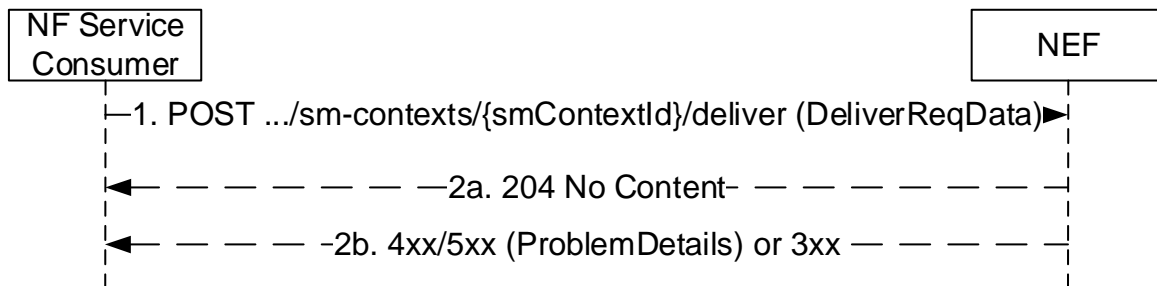 NF Service
Consumer
NEF
1. POST .../sm-contexts/{smContextId}/deliver (DeliverReqData)
2a. 204 No Content
2b. 4xx/5xx (ProblemDetails) or 3xx